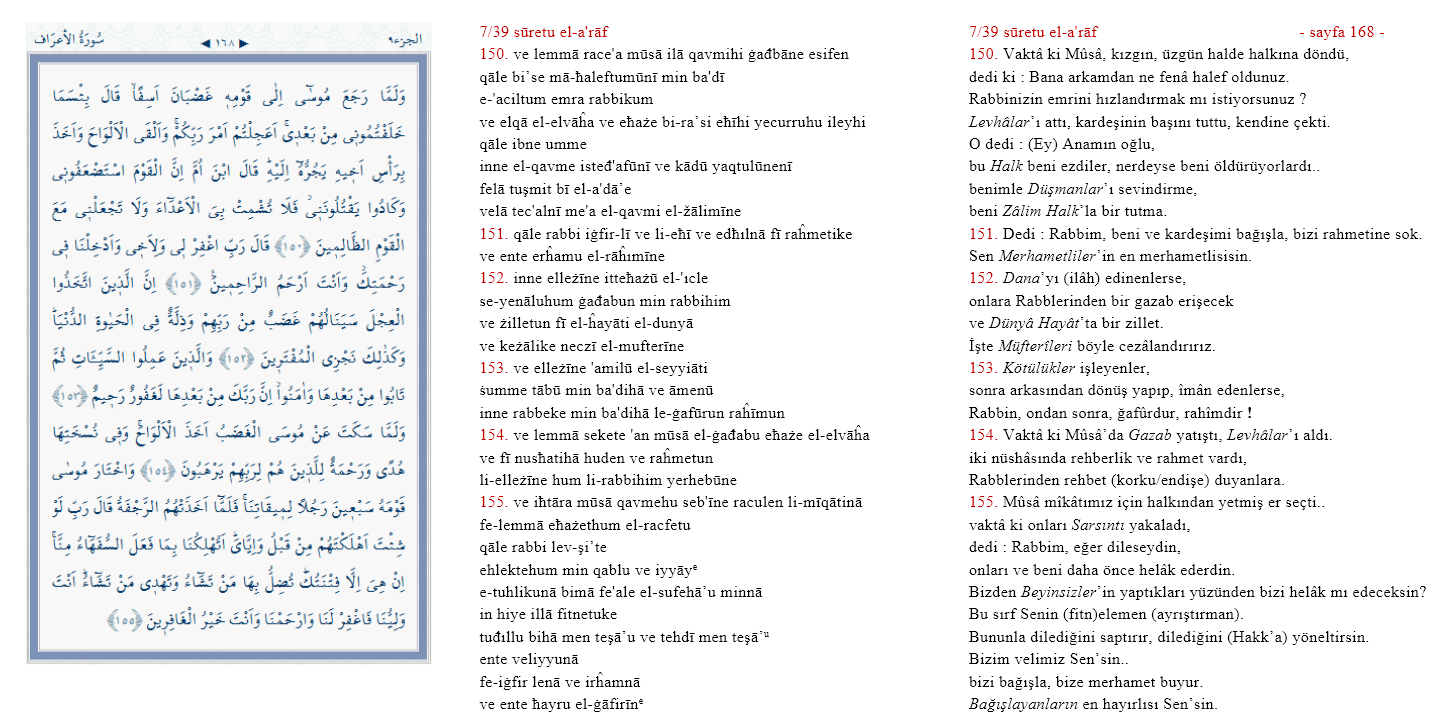 الجزء٩ ◀ ١٦٨ ▶ سُورَةُ الْأَعرَاف
وَلَمَّا رَجَعَ مُوسٰٓى اِلٰى قَوْمِه۪ غَضْبَانَ اَسِفًاۙ قَالَ بِئْسَمَا
خَلَفْتُمُون۪ي مِنْ بَعْد۪يۚ اَعَجِلْتُمْ اَمْرَ رَبِّكُمْۚ وَاَلْقَى الْاَلْوَاحَ وَاَخَذَ
بِرَأْسِ اَخ۪يهِ يَجُرُّهُٓ اِلَيْهِۜ قَالَ ابْنَ اُمَّ اِنَّ الْقَوْمَ اسْتَضْعَفُون۪ي
وَكَادُوا يَقْتُلُونَن۪يۘ فَلَا تُشْمِتْ بِيَ الْاَعْدَٓاءَ وَلَا تَجْعَلْن۪ي مَعَ
الْقَوْمِ الظَّالِم۪ينَ ﴿١٥٠﴾ قَالَ رَبِّ اغْفِرْ ل۪ي وَلِاَخ۪ي وَاَدْخِلْنَا ف۪ي
رَحْمَتِكَۘ وَاَنْتَ اَرْحَمُ الرَّاحِم۪ينَ۟ ﴿١٥١﴾ اِنَّ الَّذ۪ينَ اتَّخَذُوا
الْعِجْلَ سَيَنَالُهُمْ غَضَبٌ مِنْ رَبِّهِمْ وَذِلَّةٌ فِي الْحَيٰوةِ الدُّنْيَاۜ
وَكَذٰلِكَ نَجْزِي الْمُفْتَر۪ينَ ﴿١٥٢﴾ وَالَّذ۪ينَ عَمِلُوا السَّيِّـَٔاتِ ثُمَّ
تَابُوا مِنْ بَعْدِهَا وَاٰمَنُواۘ اِنَّ رَبَّكَ مِنْ بَعْدِهَا لَغَفُورٌ رَح۪يمٌ ﴿١٥٣﴾
وَلَمَّا سَكَتَ عَنْ مُوسَى الْغَضَبُ اَخَذَ الْاَلْوَاحَۚ وَف۪ي نُسْخَتِهَا
هُدًى وَرَحْمَةٌ لِلَّذ۪ينَ هُمْ لِرَبِّهِمْ يَرْهَبُونَ ﴿١٥٤﴾ وَاخْتَارَ مُوسٰى
قَوْمَهُ سَبْع۪ينَ رَجُلًا لِم۪يقَاتِنَاۚ فَلَمَّٓا اَخَذَتْهُمُ الرَّجْفَةُ قَالَ رَبِّ لَوْ
شِئْتَ اَهْلَكْتَهُمْ مِنْ قَبْلُ وَاِيَّايَۜ اَتُهْلِكُنَا بِمَا فَعَلَ السُّفَهَٓاءُ مِنَّاۚ
اِنْ هِيَ اِلَّا فِتْنَتُكَۜ تُضِلُّ بِهَا مَنْ تَشَٓاءُ وَتَهْد۪ي مَنْ تَشَٓاءُۜ اَنْتَ
وَلِيُّنَا فَاغْفِرْ لَنَا وَارْحَمْنَا وَاَنْتَ خَيْرُ الْغَافِر۪ينَ ﴿١٥٥﴾
7/39 sūretu el-a'rāf
150. ve lemmā race'a mūsā ilā qavmihi ġađbāne esifen
qāle bi’se mā-ħaleftumūnī min ba'dī
e-'aciltum emra rabbikum
ve elqā el-elvāĥa ve eħaże bi-ra’si eħīhi yecurruhu ileyhi
qāle ibne umme
inne el-qavme isteđ'afūnī ve kādū yaqtulūnenī
felā tuşmit bī el-a'dā’e
velā tec'alnī me'a el-qavmi el-žālimīne
151. qāle rabbi iġfir-lī ve li-eħī ve edħılnā fī raĥmetike
ve ente erĥamu el-rāĥımīne
152. inne elleżīne itteħażū el-'ıcle
se-yenāluhum ġađabun min rabbihim
ve żilletun fī el-ĥayāti el-dunyā
ve keżālike neczī el-mufterīne
153. ve elleżīne 'amilū el-seyyiāti
ṡumme tābū min ba'dihā ve āmenū
inne rabbeke min ba'dihā le-ġafūrun raĥīmun
154. ve lemmā sekete 'an mūsā el-ġađabu eħaże el-elvāĥa
ve fī nusħatihā huden ve raĥmetun
li-elleżīne hum li-rabbihim yerhebūne
155. ve iħtāra mūsā qavmehu seb'īne raculen li-mīqātinā
fe-lemmā eħażethum el-racfetu
qāle rabbi lev-şi’te
ehlektehum min qablu ve iyyāyᵉ
e-tuhlikunā bimā fe'ale el-sufehā’u minnā
in hiye illā fitnetuke
tuđıllu bihā men teşā’u ve tehdī men teşā’ᵘ
ente veliyyunā
fe-iġfir lenā ve irĥamnā
ve ente ħayru el-ġāfirīnᵉ
7/39 sūretu el-a'rāf - sayfa 168 -
150. Vaktâ ki Mûsâ, kızgın, üzgün halde halkına döndü,
dedi ki : Bana arkamdan ne fenâ halef oldunuz.
Rabbinizin emrini hızlandırmak mı istiyorsunuz ?
Levhâlar’ı attı, kardeşinin başını tuttu, kendine çekti.
O dedi : (Ey) Anamın oğlu,
bu Halk beni ezdiler, nerdeyse beni öldürüyorlardı..
benimle Düşmanlar’ı sevindirme,
beni Zâlim Halk’la bir tutma.
151. Dedi : Rabbim, beni ve kardeşimi bağışla, bizi rahmetine sok.
Sen Merhametliler’in en merhametlisisin.
152. Dana’yı (ilâh) edinenlerse,
onlara Rabblerinden bir gazab erişecek
ve Dünyâ Hayât’ta bir zillet.
İşte Müfterîleri böyle cezâlandırırız.
153. Kötülükler işleyenler,
sonra arkasından dönüş yapıp, îmân edenlerse,
Rabbin, ondan sonra, ğafûrdur, rahîmdir !
154. Vaktâ ki Mûsâ’da Gazab yatıştı, Levhâlar’ı aldı.
iki nüshâsında rehberlik ve rahmet vardı,
Rabblerinden rehbet (korku/endişe) duyanlara.
155. Mûsâ mîkâtımız için halkından yetmiş er seçti..
vaktâ ki onları Sarsıntı yakaladı,
dedi : Rabbim, eğer dileseydin,
onları ve beni daha önce helâk ederdin.
Bizden Beyinsizler’in yaptıkları yüzünden bizi helâk mı edeceksin?
Bu sırf Senin (fitn)elemen (ayrıştırman).
Bununla dilediğini saptırır, dilediğini (Hakk’a) yöneltirsin.
Bizim velimiz Sen’sin..
bizi bağışla, bize merhamet buyur.
Bağışlayanların en hayırlısı Sen’sin.